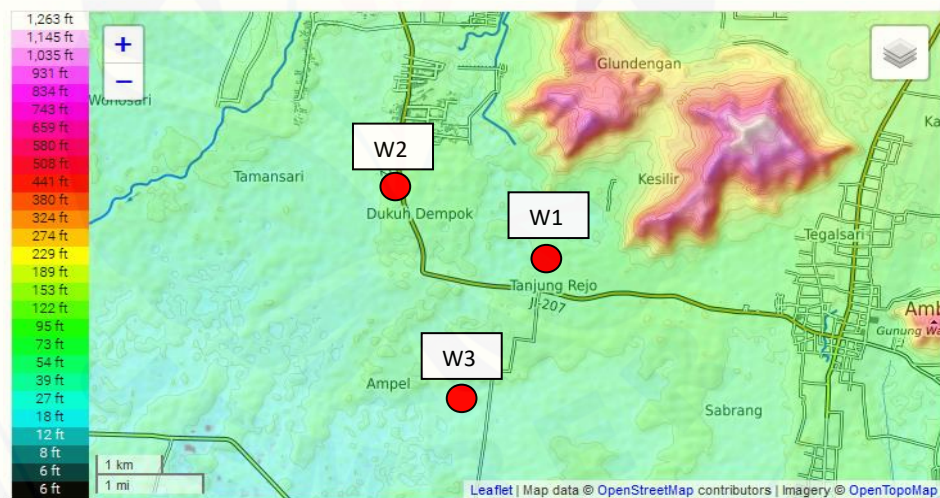 1,263 ft
1,145 ft
1,035 ft
931 ft
834 ft
743 ft
659 ft
580 ft
508 ft
441 ft
380 ft
324 ft
274 ft
229 ft
189 ft
153 ft
122 ft
95 ft
73 ft
54 ft
39 ft
27 ft
18 ft
12 ft
8 ft
6 ft
6 ft
+
−
Glundengan
Wonosari
Ka
W2
Tamansari
Kesilir
Dukuh Dempok
W1
Tegalsari
Tanjung Rejo
Jl-207
Amb
Gunung Wa
W3
Ampel
Sabrang
1 km
1 mi
Leaflet | Map data © OpenStreetMap contributors | Imagery © OpenTopoMap